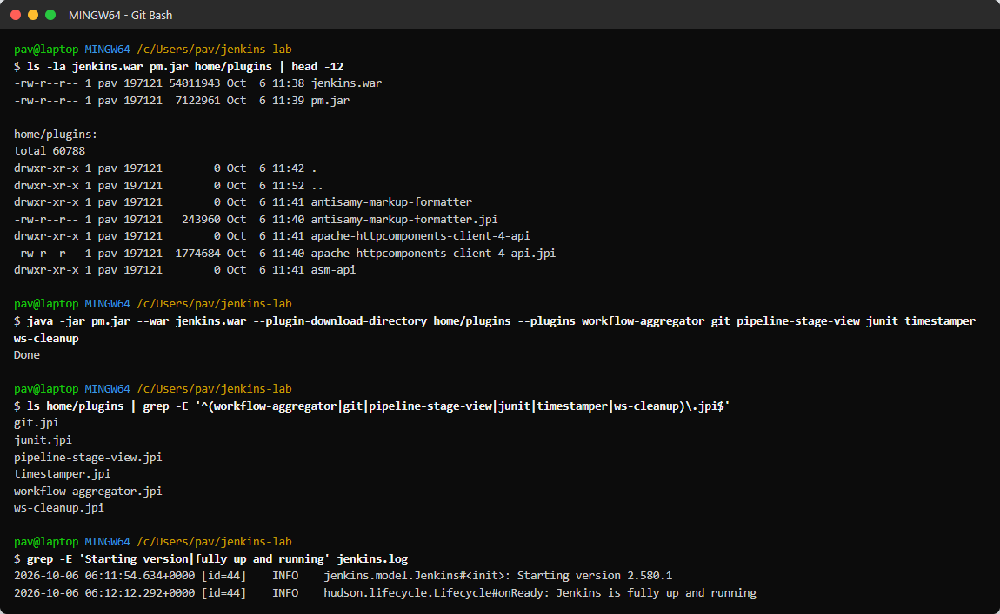 MINGW64 - Git Bash
pav@laptop MINGW64 /c/Users/pav/jenkins-lab
$ ls -la jenkins.war pm.jar home/plugins | head -12
-rw-r--r-- 1 pav 197121 54011943 Oct  6 11:38 jenkins.war
-rw-r--r-- 1 pav 197121  7122961 Oct  6 11:39 pm.jar
home/plugins:
total 60788
drwxr-xr-x 1 pav 197121        0 Oct  6 11:42 .
drwxr-xr-x 1 pav 197121        0 Oct  6 11:52 ..
drwxr-xr-x 1 pav 197121        0 Oct  6 11:41 antisamy-markup-formatter
-rw-r--r-- 1 pav 197121   243960 Oct  6 11:40 antisamy-markup-formatter.jpi
drwxr-xr-x 1 pav 197121        0 Oct  6 11:41 apache-httpcomponents-client-4-api
-rw-r--r-- 1 pav 197121  1774684 Oct  6 11:40 apache-httpcomponents-client-4-api.jpi
drwxr-xr-x 1 pav 197121        0 Oct  6 11:41 asm-api
pav@laptop MINGW64 /c/Users/pav/jenkins-lab
$ java -jar pm.jar --war jenkins.war --plugin-download-directory home/plugins --plugins workflow-aggregator git pipeline-stage-view junit timestamper
ws-cleanup
Done
pav@laptop MINGW64 /c/Users/pav/jenkins-lab
$ ls home/plugins | grep -E '^(workflow-aggregator|git|pipeline-stage-view|junit|timestamper|ws-cleanup)\.jpi$'
git.jpi
junit.jpi
pipeline-stage-view.jpi
timestamper.jpi
workflow-aggregator.jpi
ws-cleanup.jpi
pav@laptop MINGW64 /c/Users/pav/jenkins-lab
$ grep -E 'Starting version|fully up and running' jenkins.log
2026-10-06 06:11:54.634+0000 [id=44]    INFO    jenkins.model.Jenkins#<init>: Starting version 2.580.1
2026-10-06 06:12:12.292+0000 [id=44]    INFO    hudson.lifecycle.Lifecycle#onReady: Jenkins is fully up and running